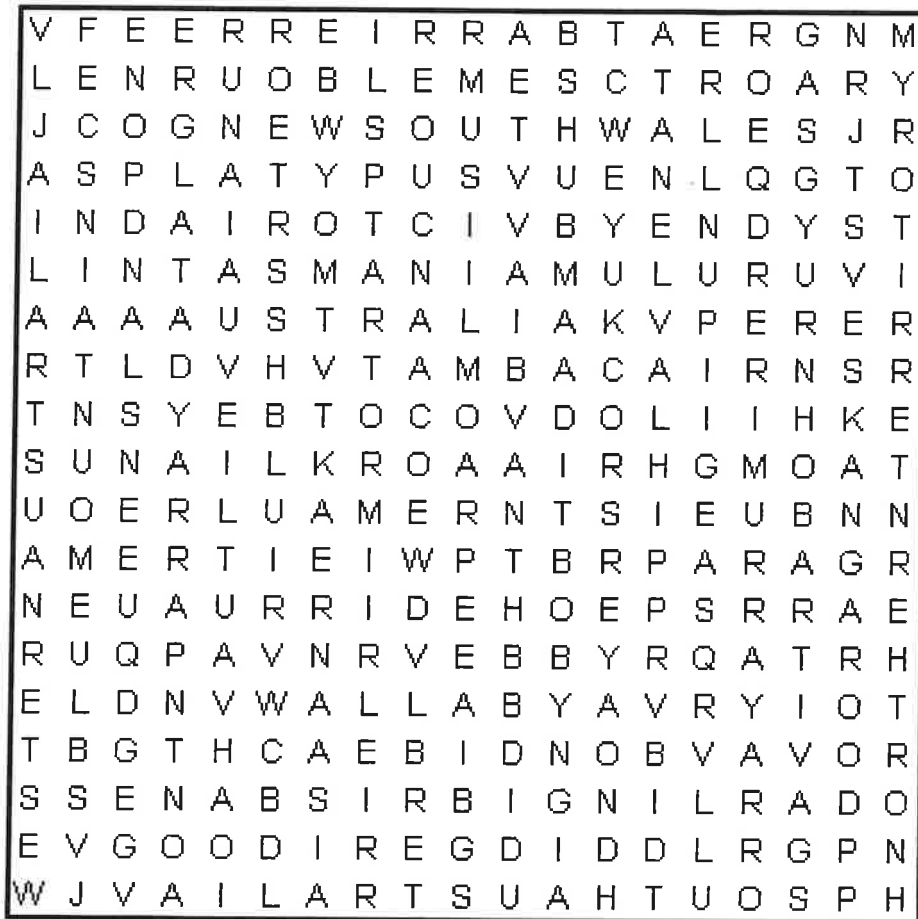 V F E E R R E I R R A B T A E R G N M
L E N R U O B L E M E S C T R O A R Y
J C O G N E W S O U T H W A L E S J R
A S P L A T Y P U S V U E N L Q G T O
I N D A I R O T C I V B Y E N D Y S T
L I N T A S M A N I A M U L U R U V I
A A A A U S T R A L I A K V P E R E R
R T L D V H V T A M B A C A I R N S R
T N S Y E B T O C O V D O L I I H K E
S U N A I L K R O A A I R H G M O A T
U O E R L U A M E R N T S I E U B N N
A M E R T I E I W P T B R P A R A G R
N E U A U R R I D E H O E P S R R A E
R U Q P A V N R V E B B Y R Q A T R H
E L D N V W A L L A B Y A V R Y I O T
T B G T H C A E B I D N O B V A V O R
S S E N A B S I R B I G N I L R A D O
E V G O O D I R E G D I D D L R G P N
W J V A I L A R T S U A H T U O S P H